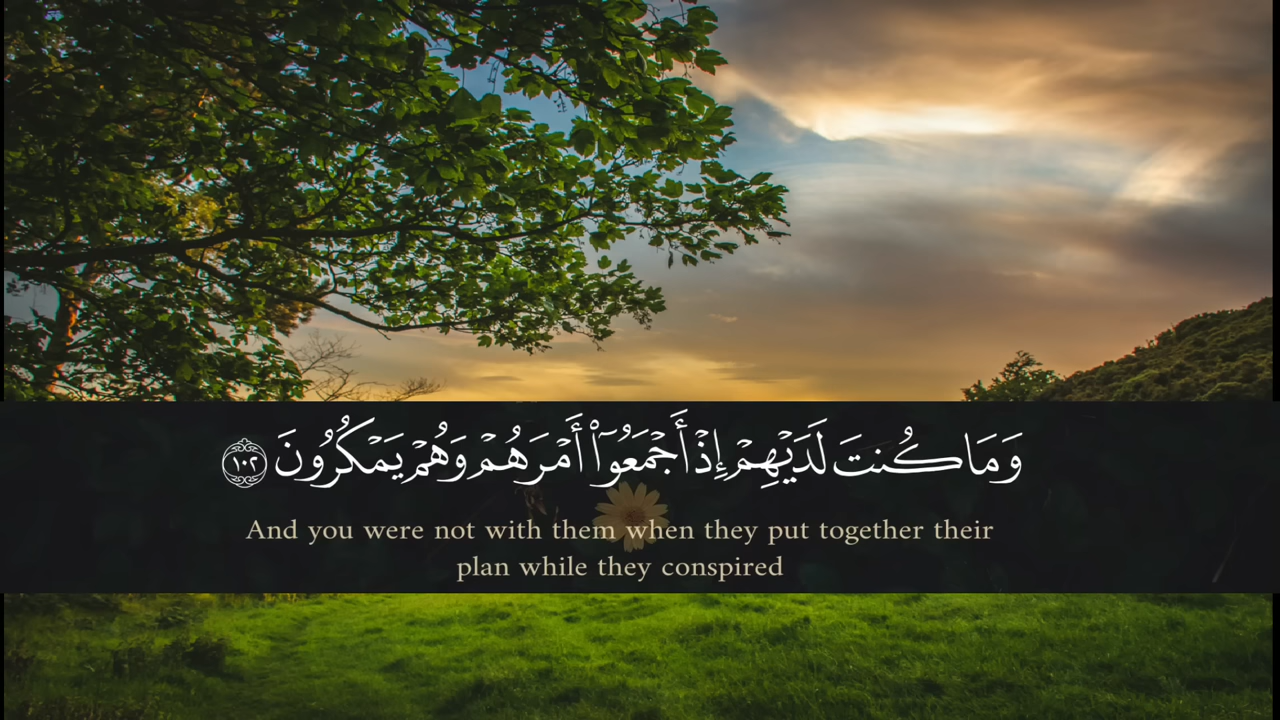 وَمَا كُنتَ لَدَيْهِمْ إِذْ أَجْمَعُوٓا۟ أَمْرَهُمْ وَهُمْ يَمْكُرُونَ ١٠٢
And you were not with them when they put together their
plan while they conspired